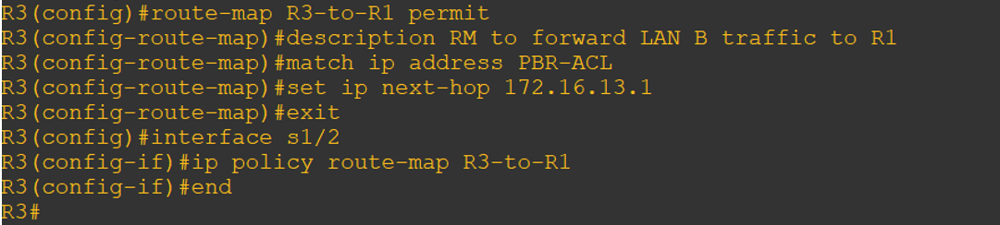 R3(config)#route-map R3-to-R1 permit
R3(config-route-map)#description RM to forward LAN B traffic to R1
R3(config-route-map)#match ip address PBR-ACL
R3(config-route-map)#set ip next-hop 172.16.13.1
R3(config-route-map)#exit
R3(config)#interface s1/2
R3(config-if)#ip policy route-map R3-to-R1
R3(config-if)#end
R3#